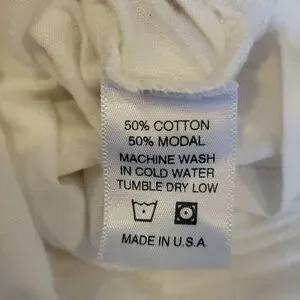 50% COTTON
50% MODAL
MACHINE WASH
IN COLD WATER
TUMBLE DRY LOW
MADE IN U.S.A.